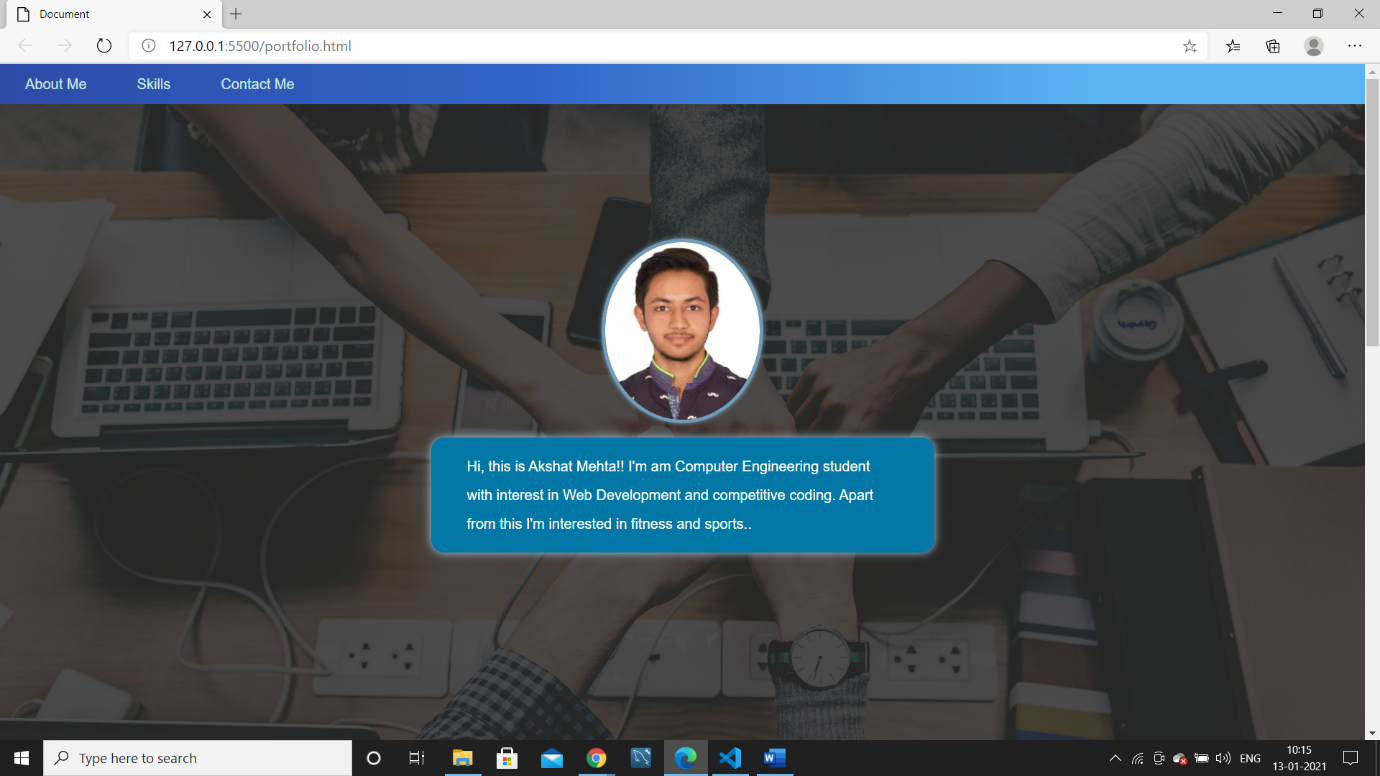 Document
127.0.0.1:5500/portfolio.html
About Me Skills Contact Me
Hi, this is Akshat Mehta!! I'm am Computer Engineering student
with interest in Web Development and competitive coding. Apart
from this I'm interested in fitness and sports..
Type here to search
W
ENG
10:15
13-01-2021